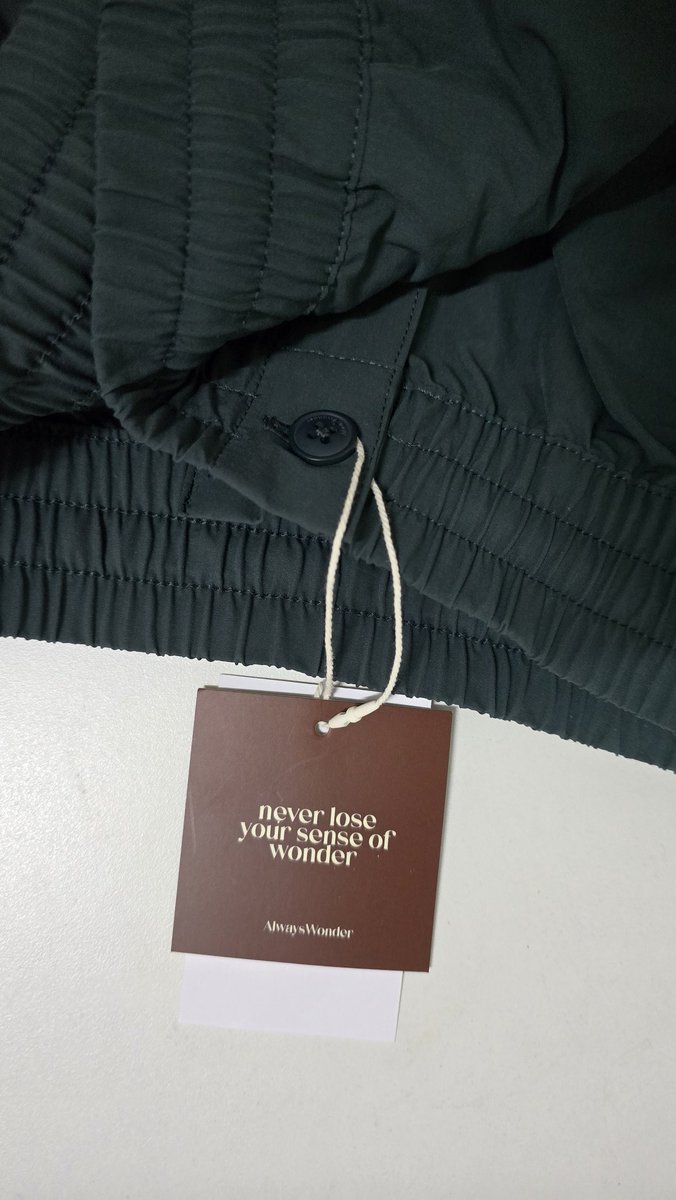 never lose
your sense of
wonder
AlwaysWonder